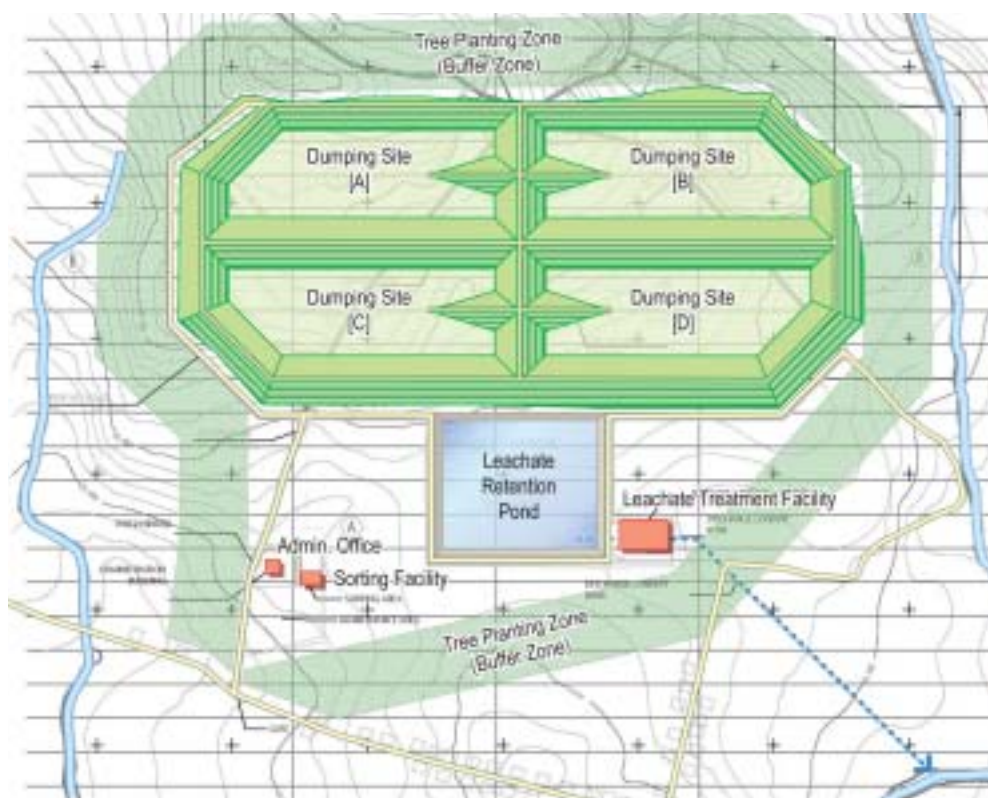 Tree Planting Zone
(Buffer Zone)
Dumping Site
[A]
Dumping Site
[B]
Dumping Site
[C]
Dumping Site
[D]
Leachate
Retention
Pond
Leachate Treatment Facility
A
Admin. Office
Sorting Facility
Tree Planting Zone
(Buffer Zone)